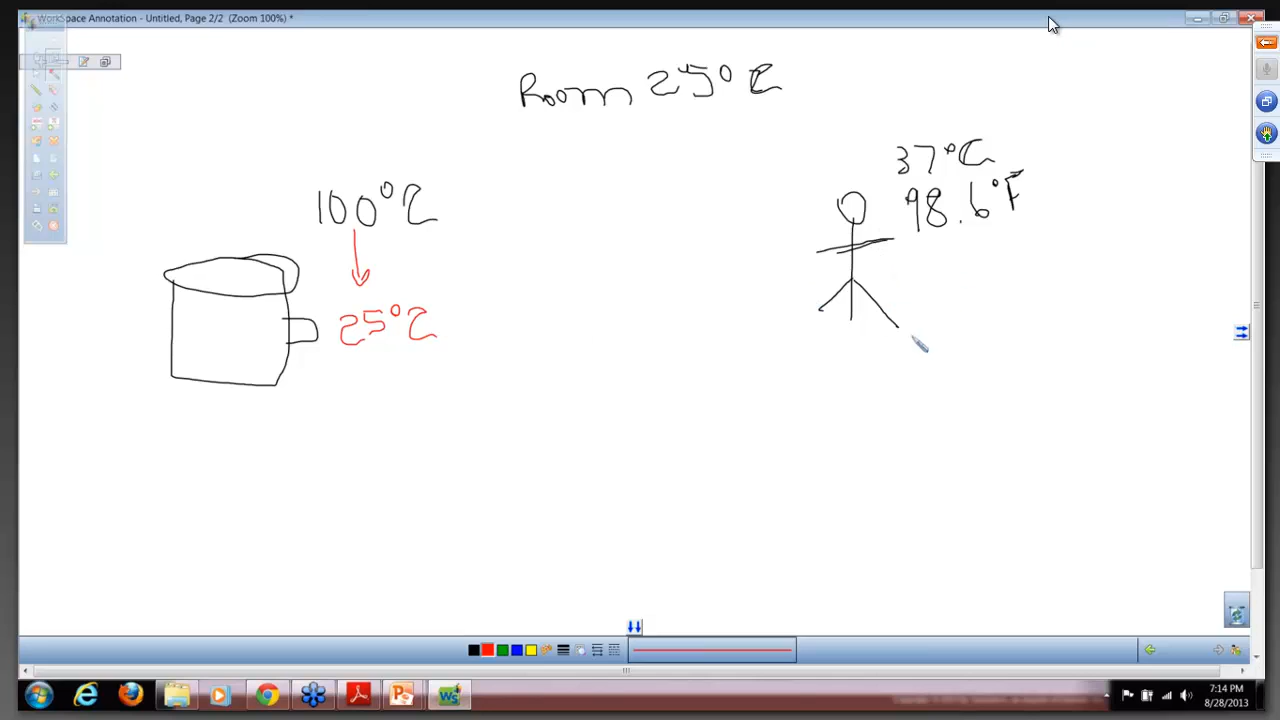 WorkSpace Annotation - Untitled, Page 2/2 (Zoom 100%) *
Room 25°C
37°C
98.6°F
100°C
25°C
7:14 PM
8/28/2013